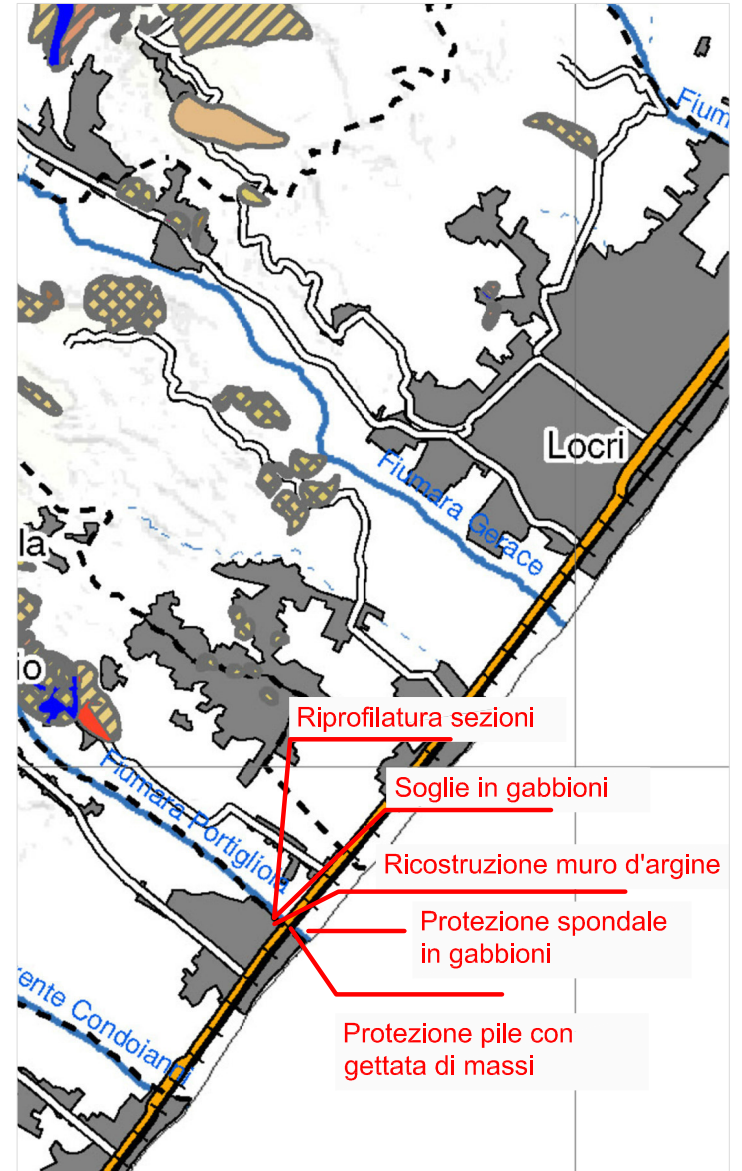 Fium
Locri
Fiumara Gerace
la
io
Riprofilatura sezioni
Fiumara Portigliola
Soglie in gabbioni
Ricostruzione muro d'argine
Protezione spondale
in gabbioni
rente Condoianni
Protezione pile con
gettata di massi